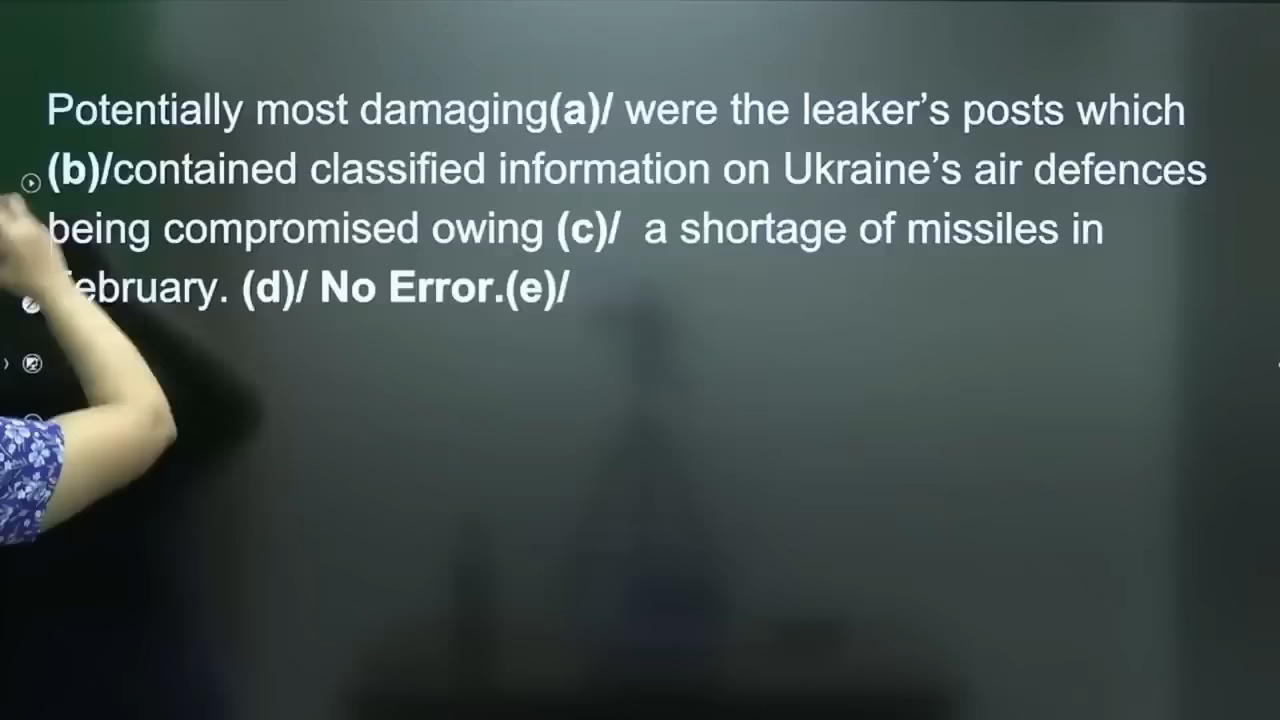 Potentially most damaging(a)/ were the leaker's posts which
(b)/contained classified information on Ukraine's air defences
being compromised owing (c)/ a shortage of missiles in
February. (d)/ No Error.(e)/